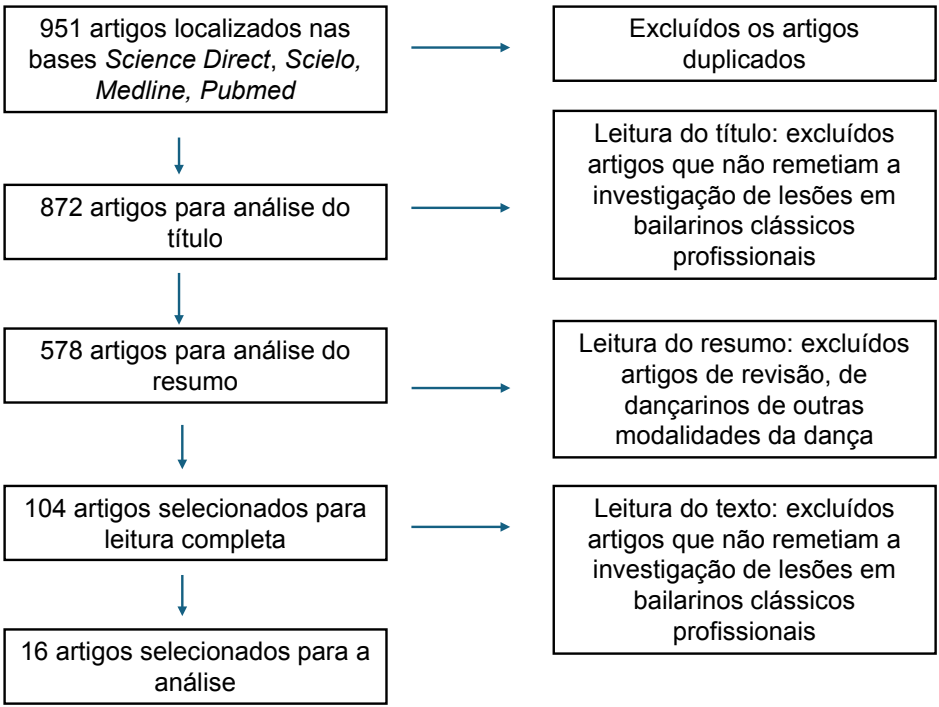 951 artigos localizados nas
bases Science Direct, Scielo,
Medline, Pubmed
Excluídos os artigos
duplicados
872 artigos para análise do
título
Leitura do título: excluídos
artigos que não remetiam a
investigação de lesões em
bailarinos clássicos
profissionais
578 artigos para análise do
resumo
Leitura do resumo: excluídos
artigos de revisão, de
dançarinos de outras
modalidades da dança
104 artigos selecionados para
leitura completa
Leitura do texto: excluídos
artigos que não remetiam a
investigação de lesões em
bailarinos clássicos
profissionais
16 artigos selecionados para a
análise